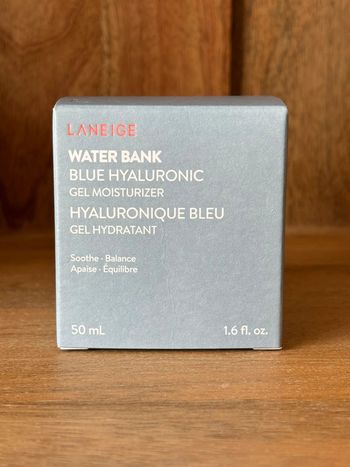 LANEIGE
WATER BANK
BLUE HYALURONIC
GEL MOISTURIZER
HYALURONIQUE BLEU
GEL HYDRATANT
Soothe · Balance
Apaise · Équilibre
50 mL 1.6 fl. oz.